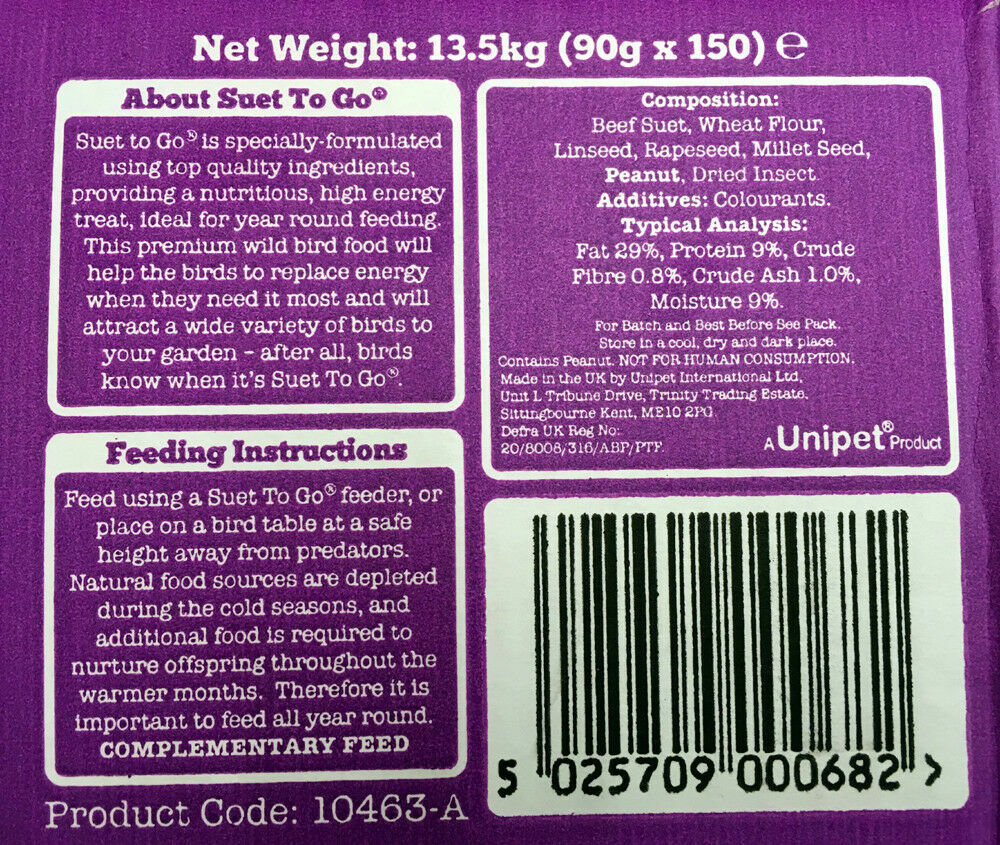 Net Weight: 13.5kg (90g x 150) ℮
About Suet To Go®
Suet to Go® is specially-formulated
using top quality ingredients,
providing a nutritious, high energy
treat, ideal for year round feeding.
This premium wild bird food will
help the birds to replace energy
when they need it most and will
attract a wide variety of birds to
your garden - after all, birds
know when it's Suet To Go®.
Feeding Instructions
Feed using a Suet To Go® feeder, or
place on a bird table at a safe
height away from predators.
Natural food sources are depleted
during the cold seasons, and
additional food is required to
nurture offspring throughout the
warmer months. Therefore it is
important to feed all year round.
COMPLEMENTARY FEED
Product Code: 10463-A
Composition:
Beef Suet, Wheat Flour,
Linseed, Rapeseed, Millet Seed,
Peanut, Dried Insect
Additives: Colourants.
Typical Analysis:
Fat 29%, Protein 9%, Crude
Fibre 0.8%, Crude Ash 1.0%,
Moisture 9%.
For Batch and Best Before See Pack.
Store in a cool, dry and dark place.
Contains Peanut. NOT FOR HUMAN CONSUMPTION.
Made in the UK by Unipet International Ltd,
Unit 1, Tribune Drive, Trinity Trading Estate,
Sittingbourne Kent, ME10 2PG
Defra UK Reg No:
20/8008/316/ABP/PTF.
A Unipet® Product
5 025709 000682 >